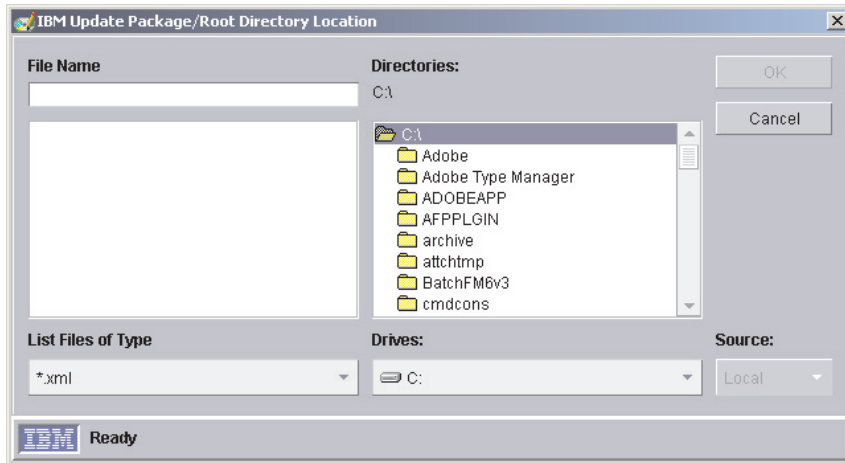 IBM Update Package/Root Directory Location
File Name
Directories:
C:\
OK
Cancel
C:\
Adobe
Adobe Type Manager
ADOBEAPP
AFPPLGIN
archive
attchtmp
BatchFM6v3
cmdcons
List Files of Type
Drives:
Source:
*.xml
C:
Local
IBM
Ready